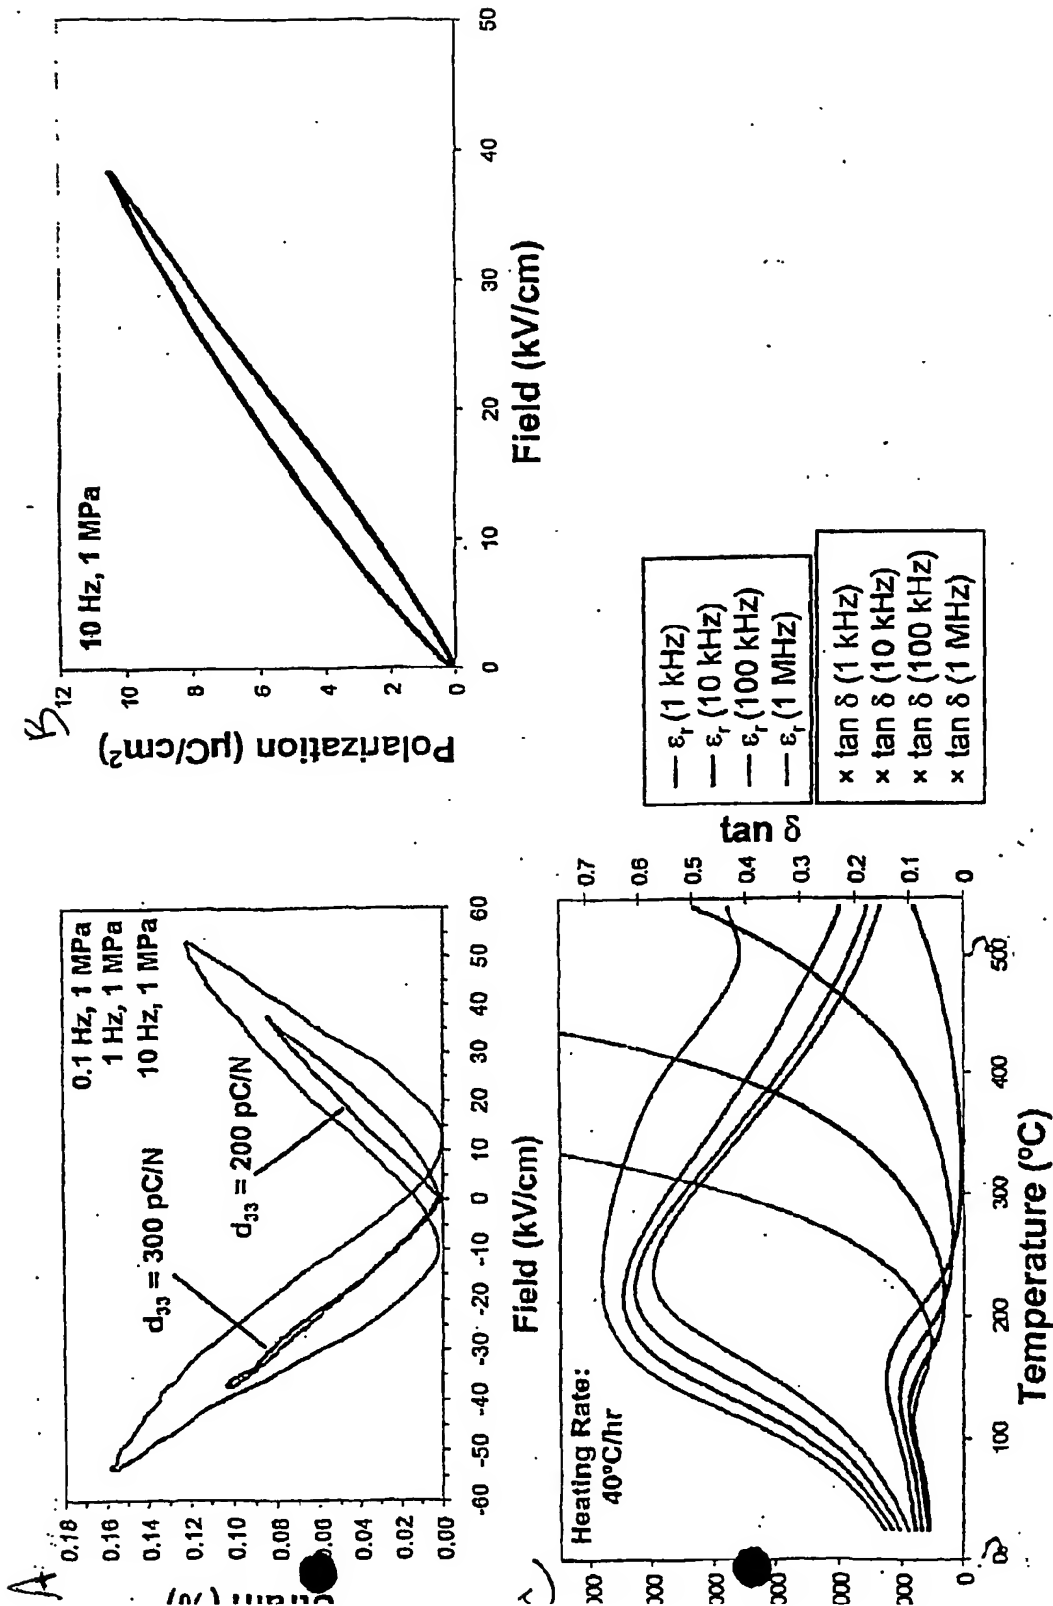 A
0.18
0.16
0.14
0.12
0.10
0.08
0.06
0.04
0.02
0.00
-60 -50 -40 -30 -20 -10 0 10 20 30 40 50 60
Field (kV/cm)
0.1 Hz, 1 MPa
1 Hz, 1 MPa
10 Hz, 1 MPa
d33 = 300 pC/N
d33 = 200 pC/N
B
12
10
8
6
4
2
0
Polarization (µC/cm²)
10 Hz, 1 MPa
0 10 20 30 40 50
Field (kV/cm)
Heating Rate:
40°C/hr
0
100 200 300 400 500
Temperature (°C)
0.7
0.6
0.5
0.4
0.3
0.2
0.1
0
tan δ
— εr (1 kHz)
— εr (10 kHz)
— εr (100 kHz)
— εr (1 MHz)
× tan δ (1 kHz)
× tan δ (10 kHz)
× tan δ (100 kHz)
× tan δ (1 MHz)